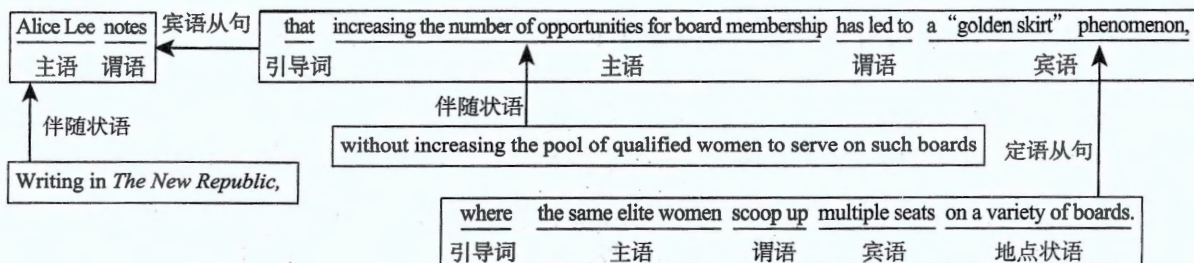 Alice Lee notes 宾语从句 that increasing the number of opportunities for board membership has led to a “golden skirt” phenomenon,
主语 谓语 引导词 主语 谓语 宾语
伴随状语 伴随状语
without increasing the pool of qualified women to serve on such boards 定语从句
Writing in The New Republic,
where the same elite women scoop up multiple seats on a variety of boards.
引导词 主语 谓语 宾语 地点状语